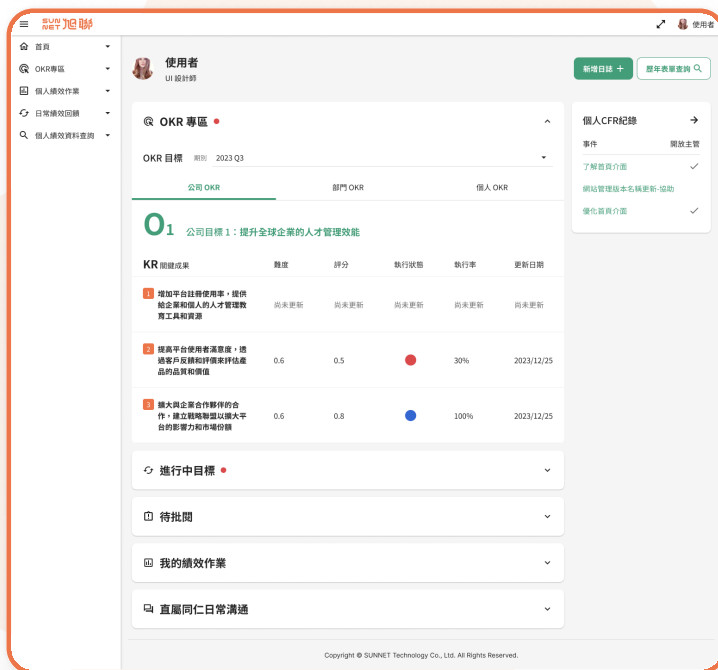 SUN NET 旭聯
使用者
首頁
OKR專區
個人績效作業
日常績效回饋
個人績效資料查詢
使用者
UI 設計師
新增日誌 +
歷年表單查詢
OKR 專區
OKR 目標 期別 2023 Q3
公司 OKR 部門 OKR 個人 OKR
O1 公司目標 1：提升全球企業的人才管理效能
KR 關鍵成果 難度 評分 執行狀態 執行率 更新日期
1 增加平台註冊使用率，提供
給企業和個人的人才管理教
育工具和資源
尚未更新 尚未更新 尚未更新 尚未更新 尚未更新
2 提高平台使用者滿意度，透
過客戶反饋和評價來評估產
品的品質和價值
0.6 0.5 30% 2023/12/25
3 擴大與企業合作夥伴的合
作，建立戰略聯盟以擴大平
台的影響力和市場份額
0.6 0.8 100% 2023/12/25
進行中目標
待批閱
我的績效作業
直屬同仁日常溝通
個人CFR紀錄
事件 開放主管
了解首頁介面
網站管理版本名稱更新-協助
優化首頁介面
Copyright © SUNNET Technology Co., Ltd. All Rights Reserved.